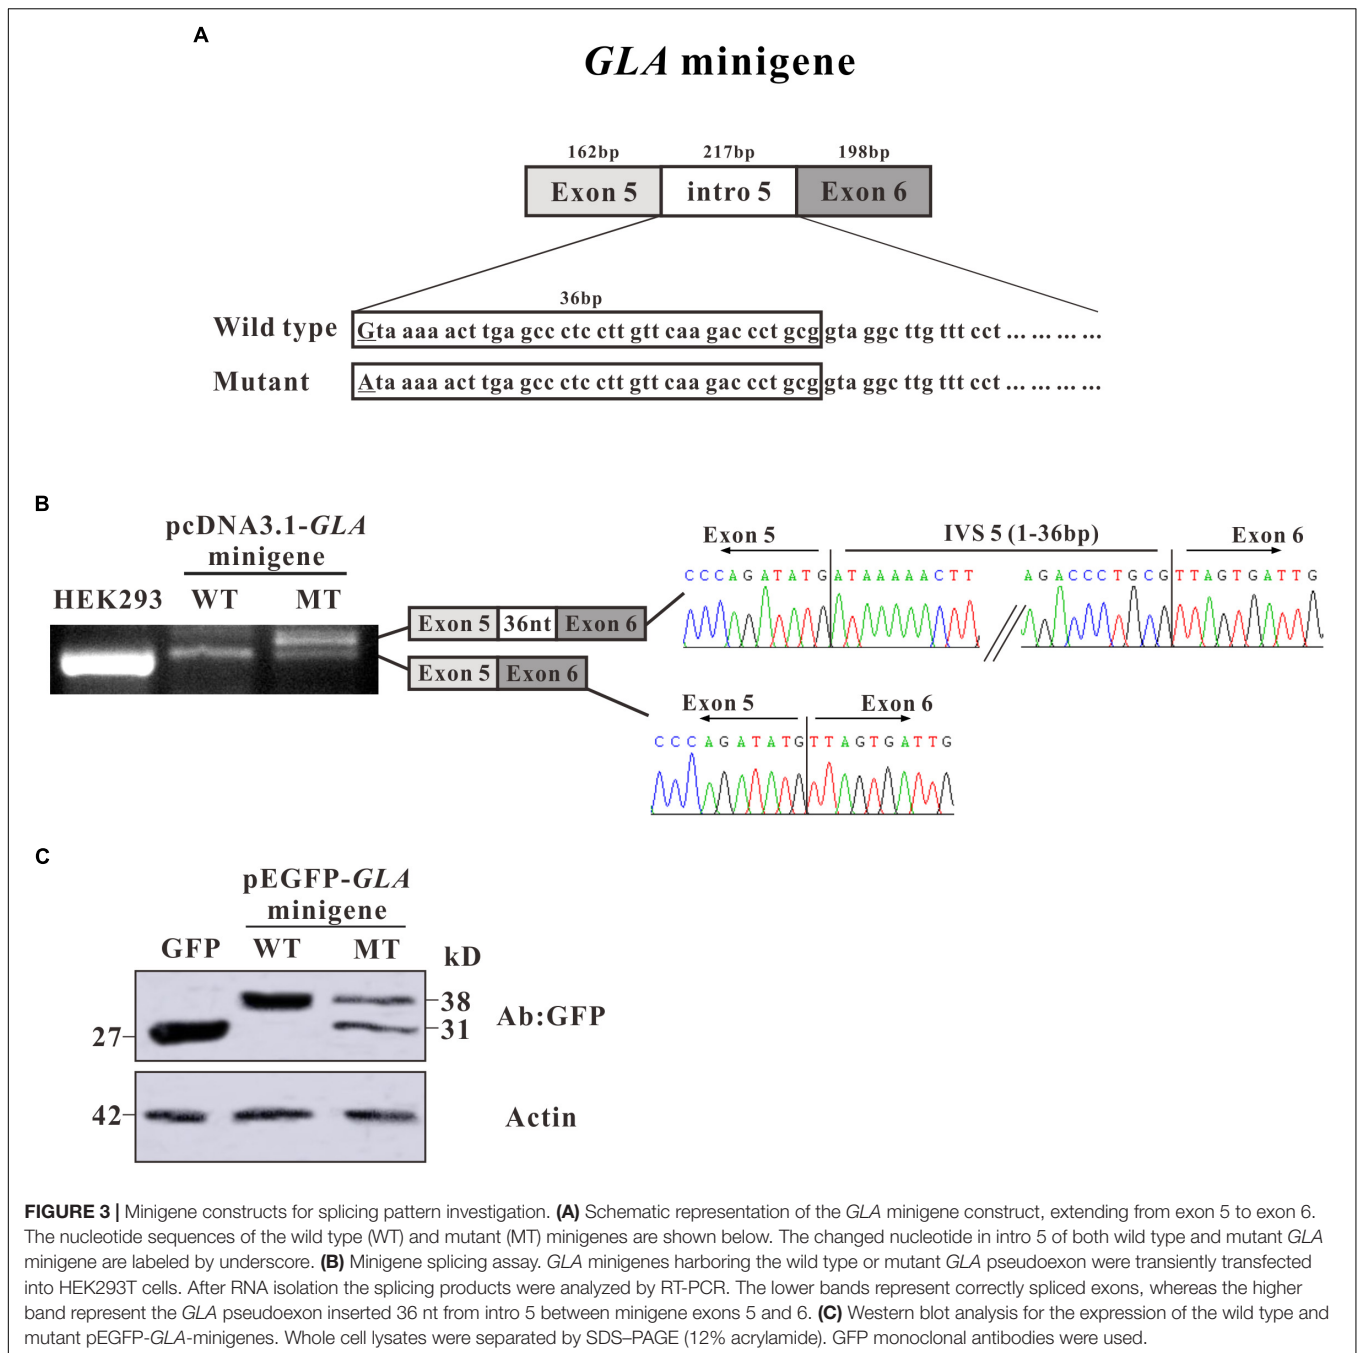 A
GLA minigene
162bp 217bp 198bp
Exon 5 intro 5 Exon 6
36bp
Wild type Gta aaa act tga gcc ctc ctt gtt caa gac cct gcg gta ggc ttg ttt cct ... ... ... ...
Mutant Ata aaa act tga gcc ctc ctt gtt caa gac cct gcg gta ggc ttg ttt cct ... ... ... ...
B
pcDNA3.1-GLA
minigene
HEK293 WT MT
Exon 5 36nt Exon 6
Exon 5 Exon 6
Exon 5 IVS 5 (1-36bp) Exon 6
C C C A G A T A T G A T A A A A A C T T A G A C C C T G C G T T A G T G A T T G
Exon 5 Exon 6
C C C A G A T A T G T T A G T G A T T G
C
pEGFP-GLA
minigene
GFP WT MT kD
38
27 31 Ab:GFP
42 Actin
FIGURE 3 | Minigene constructs for splicing pattern investigation. (A) Schematic representation of the GLA minigene construct, extending from exon 5 to exon 6.
The nucleotide sequences of the wild type (WT) and mutant (MT) minigenes are shown below. The changed nucleotide in intro 5 of both wild type and mutant GLA
minigene are labeled by underscore. (B) Minigene splicing assay. GLA minigenes harboring the wild type or mutant GLA pseudoexon were transiently transfected
into HEK293T cells. After RNA isolation the splicing products were analyzed by RT-PCR. The lower bands represent correctly spliced exons, whereas the higher
band represent the GLA pseudoexon inserted 36 nt from intro 5 between minigene exons 5 and 6. (C) Western blot analysis for the expression of the wild type and
mutant pEGFP-GLA-minigenes. Whole cell lysates were separated by SDS–PAGE (12% acrylamide). GFP monoclonal antibodies were used.